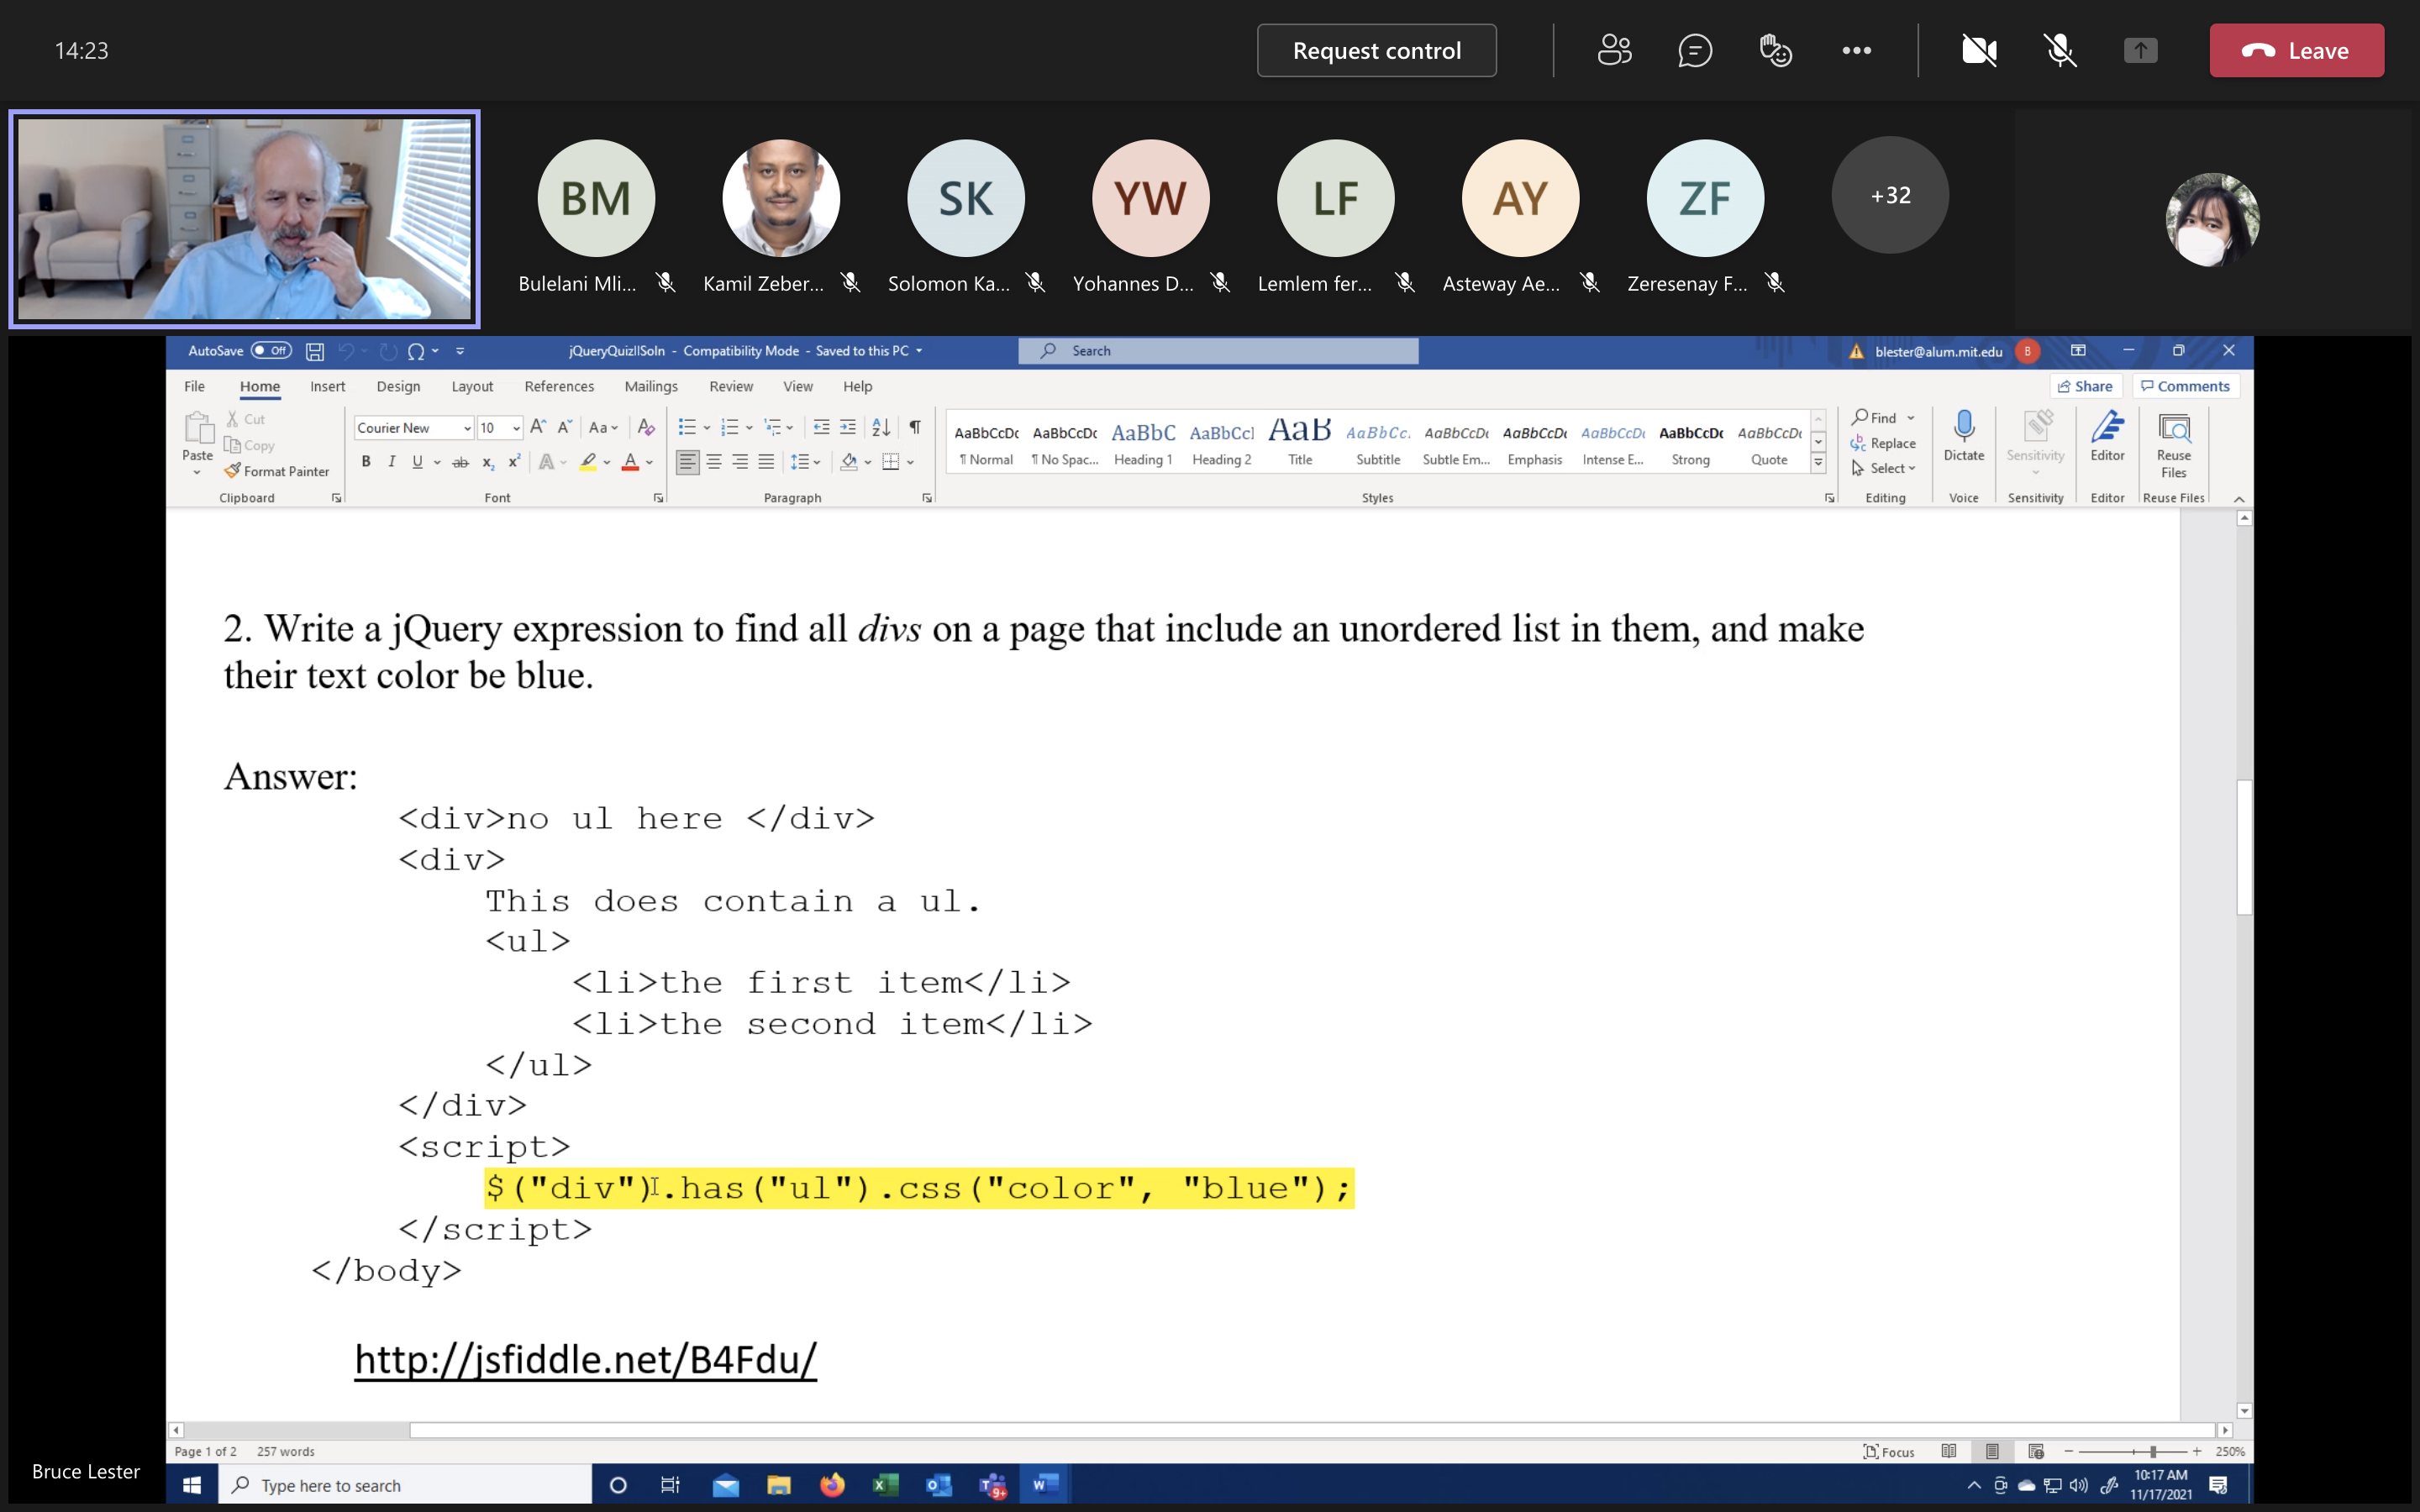 14:23
Request control
Leave
BM
SK
YW
LF
AY
ZF
+32
Bulelani Mli...
Kamil Zeber...
Solomon Ka...
Yohannes D...
Lemlem fer...
Asteway Ae...
Zeresenay F...
AutoSave Off
jQueryQuizIISoln - Compatibility Mode - Saved to this PC
Search
blester@alum.mit.edu
B
File Home Insert Design Layout References Mailings Review View Help
Share
Comments
Paste
Cut
Copy
Format Painter
Clipboard
Courier New 10
Font
Paragraph
AaBbCcDc AaBbCcDc AaBbC AaBbCcI AaB AaBbCc. AaBbCcDt AaBbCcDt AaBbCcDt AaBbCcDc AaBbCcDt
¶ Normal ¶ No Spac... Heading 1 Heading 2 Title Subtitle Subtle Em... Emphasis Intense E... Strong Quote
Styles
Find
Replace
Select
Editing
Dictate
Voice
Sensitivity
Sensitivity
Editor
Editor
Reuse
Files
Reuse Files
2. Write a jQuery expression to find all divs on a page that include an unordered list in them, and make
their text color be blue.
Answer:
<div>no ul here </div>
<div>
This does contain a ul.
<ul>
<li>the first item</li>
<li>the second item</li>
</ul>
</div>
<script>
$("div").has("ul").css("color", "blue");
</script>
</body>
http://jsfiddle.net/B4Fdu/
Page 1 of 2 257 words
Focus
250%
Bruce Lester
Type here to search
9+
10:17 AM
11/17/2021